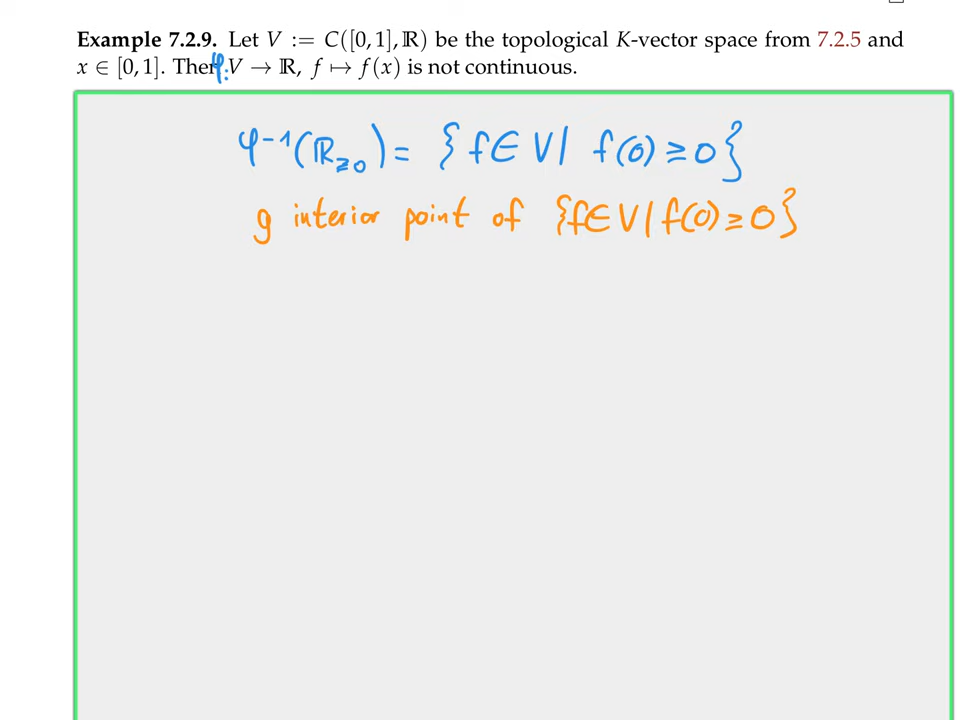 Example 7.2.9. Let V := C([0, 1], ℝ) be the topological K-vector space from 7.2.5 and
x ∈ [0, 1]. Then φ: V → ℝ, f ↦ f(x) is not continuous.
φ⁻¹(ℝ≥0) = {f ∈ V | f(0) ≥ 0}
g interior point of {f ∈ V | f(0) ≥ 0}